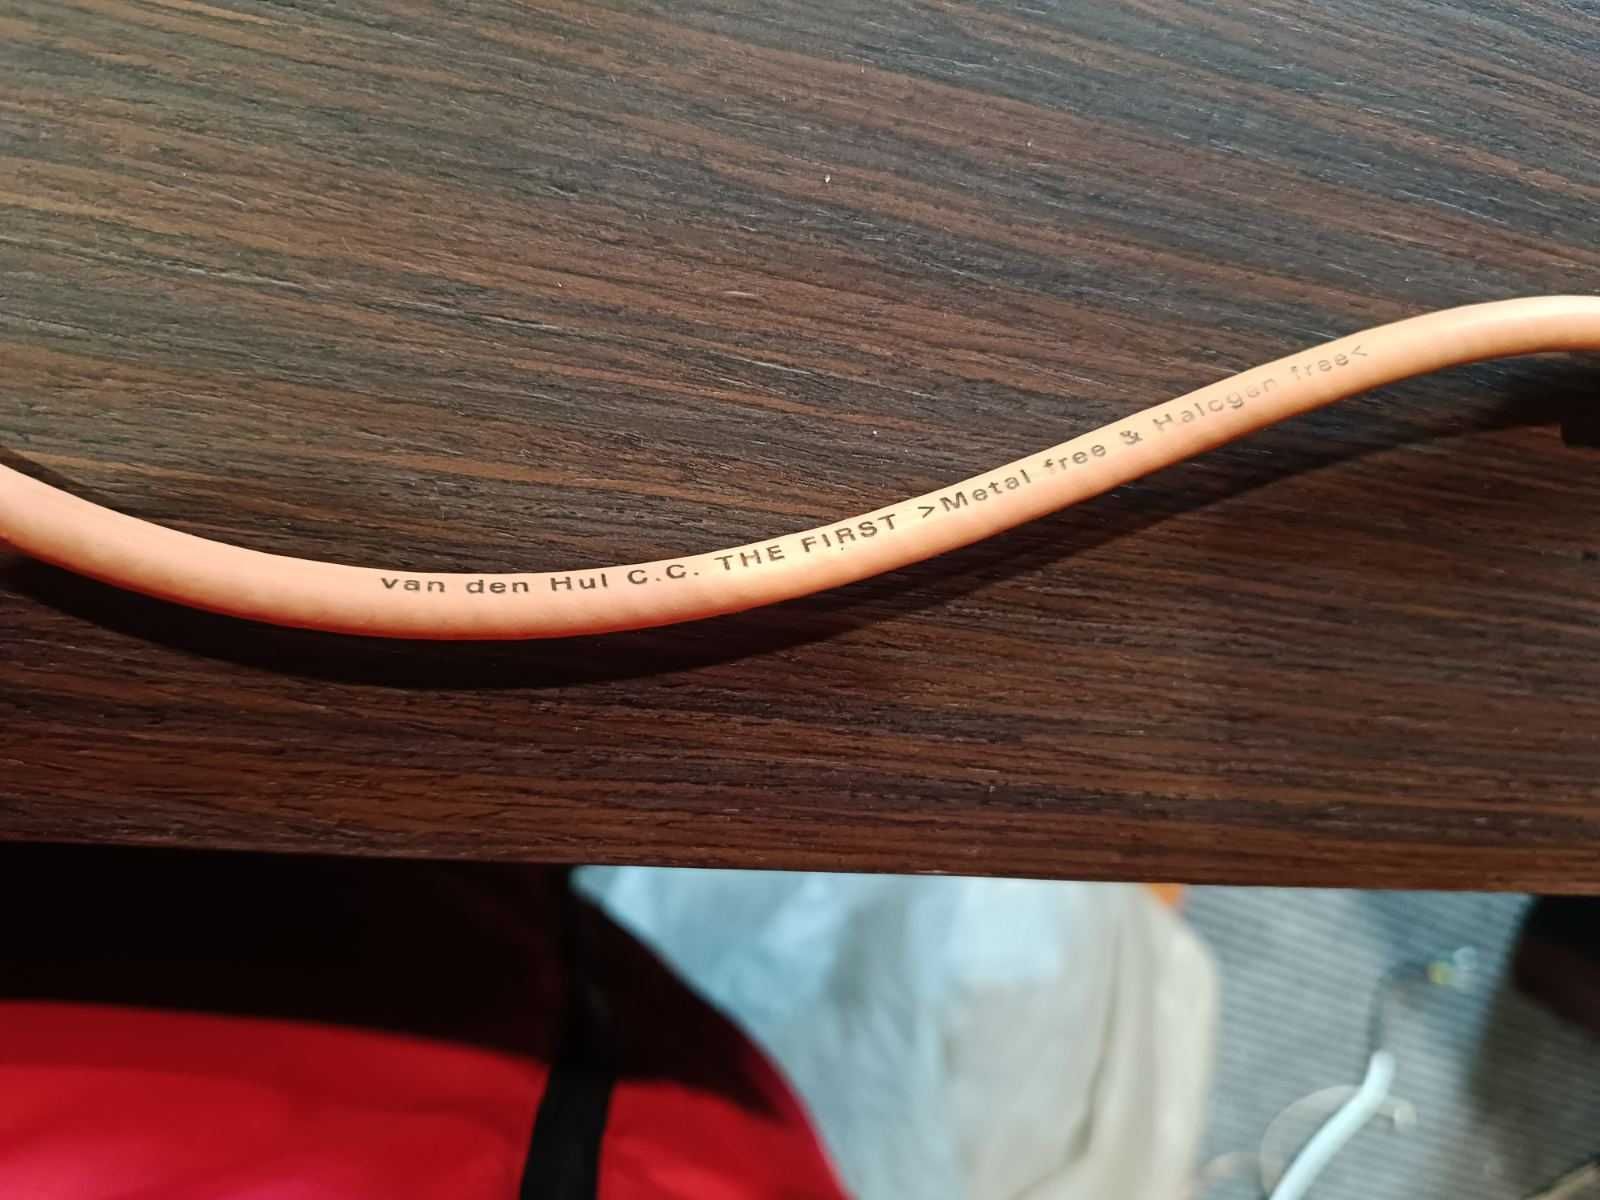 van den Hul C.C. THE FIRST >Metal free & Halogen free<